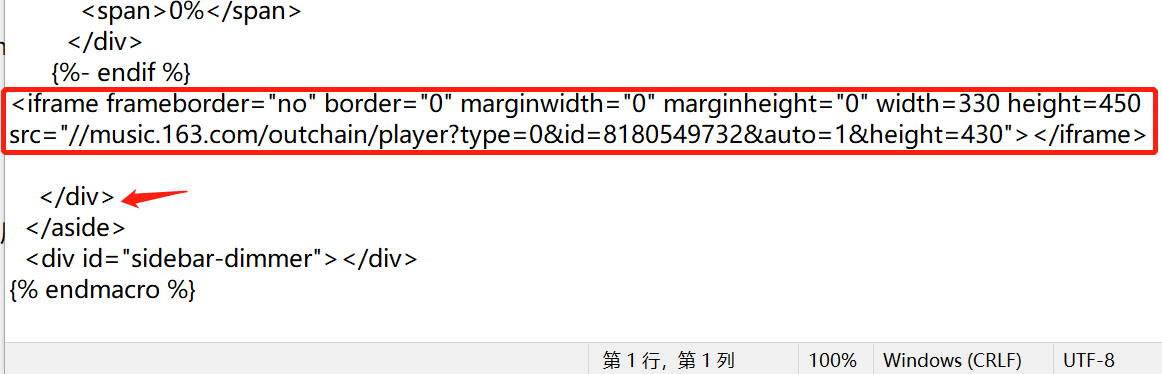 <span>0%</span>
</div>
{%- endif %}
<iframe frameborder="no" border="0" marginwidth="0" marginheight="0" width=330 height=450
src="//music.163.com/outchain/player?type=0&id=8180549732&auto=1&height=430"></iframe>
</div>
</aside>
<div id="sidebar-dimmer"></div>
{% endmacro %}
第 1 行，第 1 列 100% Windows (CRLF) UTF-8